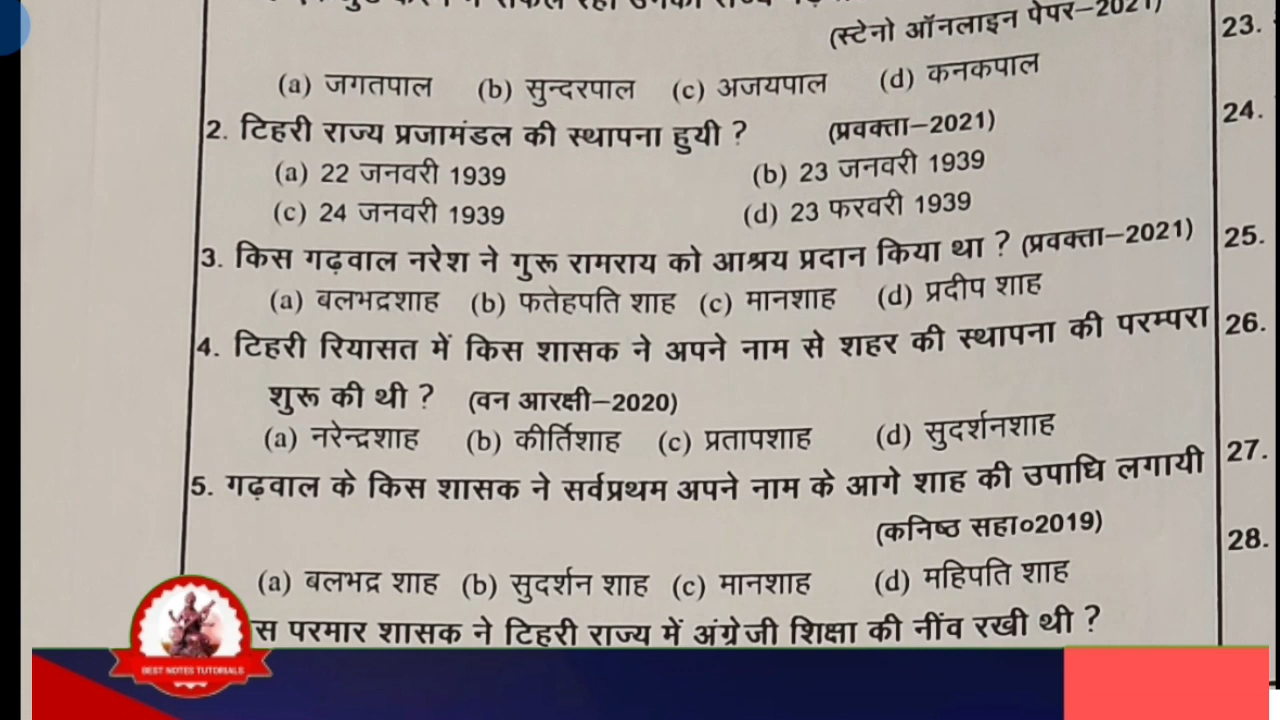 (स्टेनो ऑनलाइन पेपर–2021)
(a) जगतपाल (b) सुन्दरपाल (c) अजयपाल (d) कनकपाल
2. टिहरी राज्य प्रजामंडल की स्थापना हुयी ? (प्रवक्ता–2021)
(a) 22 जनवरी 1939 (b) 23 जनवरी 1939
(c) 24 जनवरी 1939 (d) 23 फरवरी 1939
3. किस गढ़वाल नरेश ने गुरू रामराय को आश्रय प्रदान किया था ? (प्रवक्ता–2021)
(a) बलभद्रशाह (b) फतेहपति शाह (c) मानशाह (d) प्रदीप शाह
4. टिहरी रियासत में किस शासक ने अपने नाम से शहर की स्थापना की परम्परा
शुरू की थी ? (वन आरक्षी–2020)
(a) नरेन्द्रशाह (b) कीर्तिशाह (c) प्रतापशाह (d) सुदर्शनशाह
5. गढ़वाल के किस शासक ने सर्वप्रथम अपने नाम के आगे शाह की उपाधि लगायी
(कनिष्ठ सहा०2019)
(a) बलभद्र शाह (b) सुदर्शन शाह (c) मानशाह (d) महिपति शाह
स परमार शासक ने टिहरी राज्य में अंग्रेजी शिक्षा की नींव रखी थी ?
23.
24.
25.
26.
27.
28.
BEST NOTES TUTORIALS